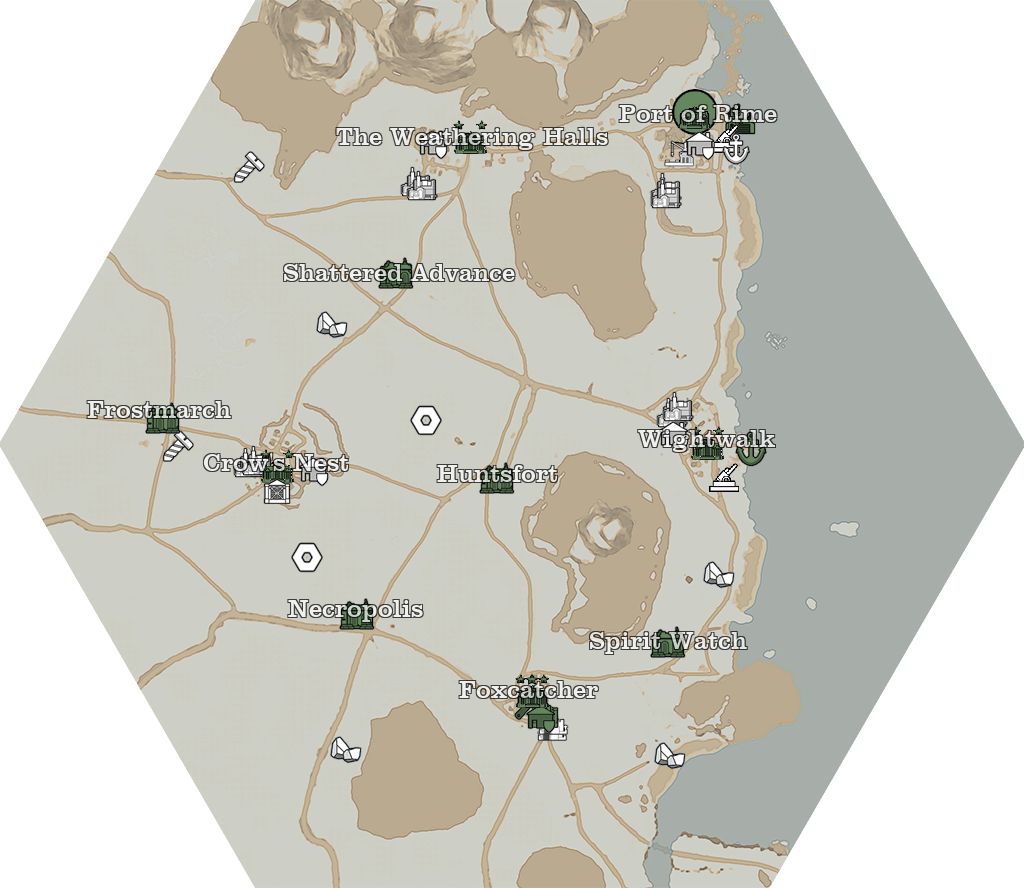 Port of Rime
The Weathering Halls
Shattered Advance
Frostmarch
Wightwalk
Crow's Nest
Huntsfort
Necropolis
Spirit Watch
Foxcatcher